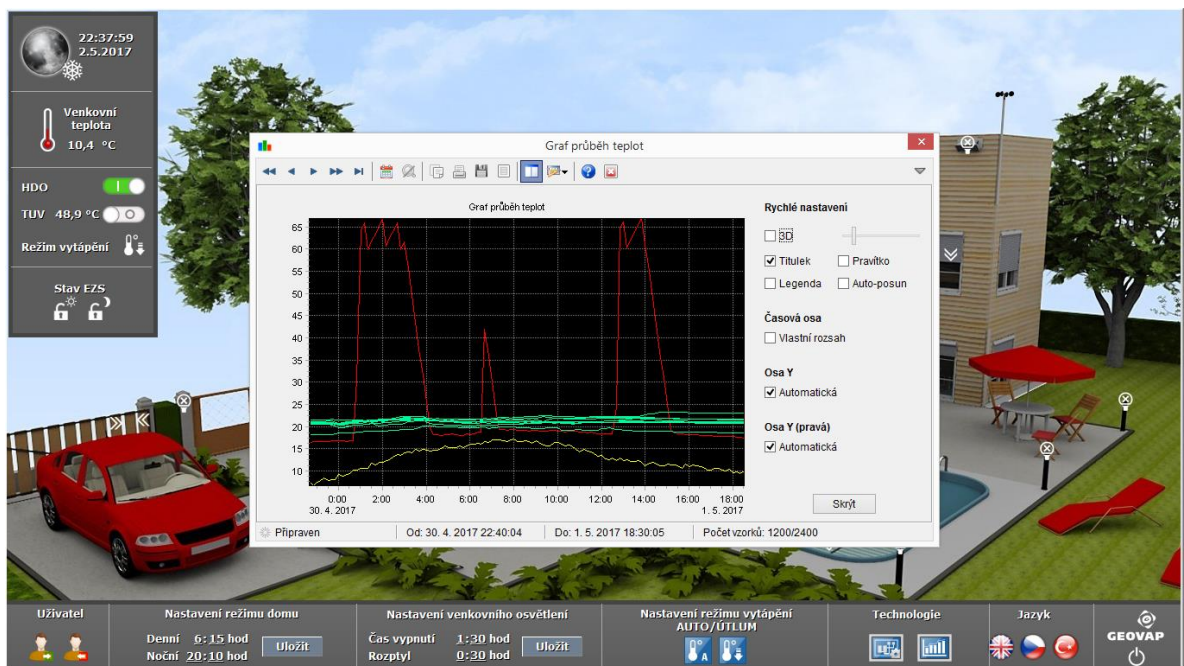 22:37:59
2.5.2017
Venkovní
teplota
10,4 °C
HDO
TUV 48,9 °C
Režim vytápění
Stav EZS
Graf průběh teplot
Graf průběh teplot
65
60
55
50
45
40
35
30
25
20
15
10
0:00 2:00 4:00 6:00 8:00 10:00 12:00 14:00 16:00 18:00
30. 4. 2017 1. 5. 2017
Rychlé nastavení
3D
Titulek Pravítko
Legenda Auto-posun
Časová osa
Vlastní rozsah
Osa Y
Automatická
Osa Y (pravá)
Automatická
Skrýt
Připraven Od: 30. 4. 2017 22:40:04 Do: 1. 5. 2017 18:30:05 Počet vzorků: 1200/2400
Uživatel
Nastavení režimu domu
Denní 6:15 hod
Noční 20:10 hod
Uložit
Nastavení venkovního osvětlení
Čas vypnutí 1:30 hod
Rozptyl 0:30 hod
Uložit
Nastavení režimu vytápění
AUTO/ÚTLUM
A
Technologie
Jazyk
GEOVAP